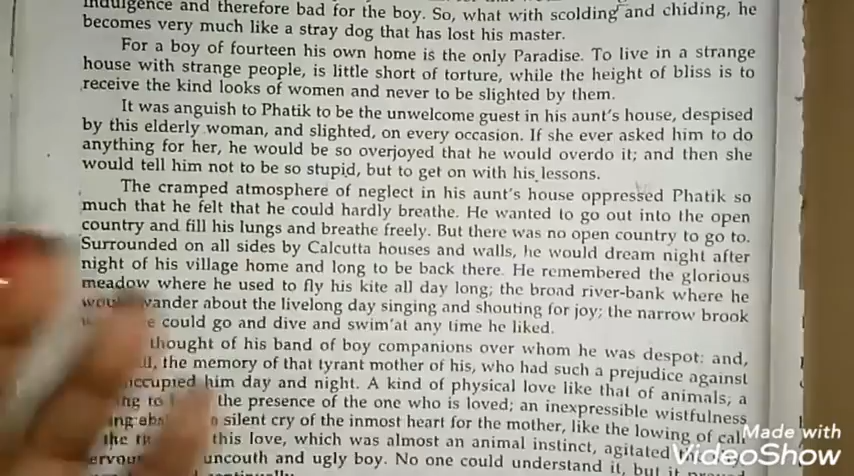 indulgence and therefore bad for the boy. So, what with scolding and chiding, he
becomes very much like a stray dog that has lost his master.
For a boy of fourteen his own home is the only Paradise. To live in a strange
house with strange people, is little short of torture, while the height of bliss is to
receive the kind looks of women and never to be slighted by them.
It was anguish to Phatik to be the unwelcome guest in his aunt's house, despised
by this elderly woman, and slighted, on every occasion. If she ever asked him to do
anything for her, he would be so overjoyed that he would overdo it; and then she
would tell him not to be so stupid, but to get on with his lessons.
The cramped atmosphere of neglect in his aunt's house oppressed Phatik so
much that he felt that he could hardly breathe. He wanted to go out into the open
country and fill his lungs and breathe freely. But there was no open country to go to.
Surrounded on all sides by Calcutta houses and walls, he would dream night after
night of his village home and long to be back there. He remembered the glorious
meadow where he used to fly his kite all day long; the broad river-bank where he
would wander about the livelong day singing and shouting for joy; the narrow brook
could go and dive and swim at any time he liked.
thought of his band of boy companions over whom he was despot: and,
the memory of that tyrant mother of his, who had such a prejudice against
occupied him day and night. A kind of physical love like that of animals; a
to the presence of the one who is loved; an inexpressible wistfulness
silent cry of the inmost heart for the mother, like the lowing of
the this love, which was almost an animal instinct, agitated
uncouth and ugly boy. No one could understand it, but it
continually
Made with
VideoShow